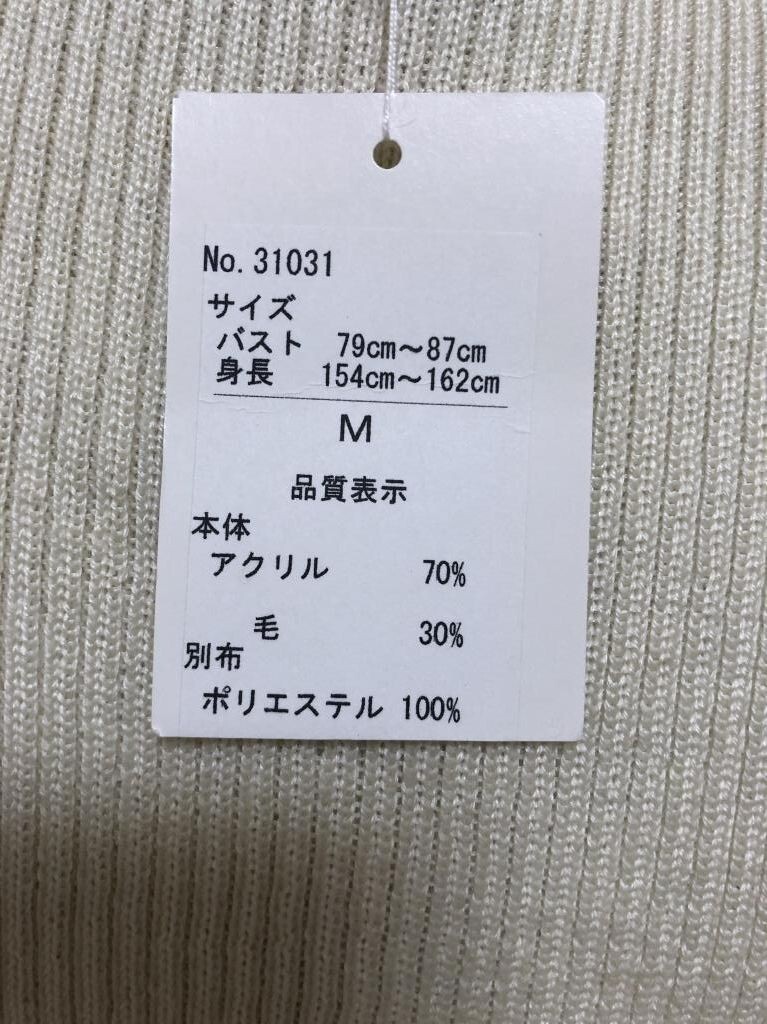 No.31031
サイズ
バスト 79cm～87cm
身長 154cm～162cm
M
品質表示
本体
アクリル 70%
毛 30%
別布
ポリエステル 100%